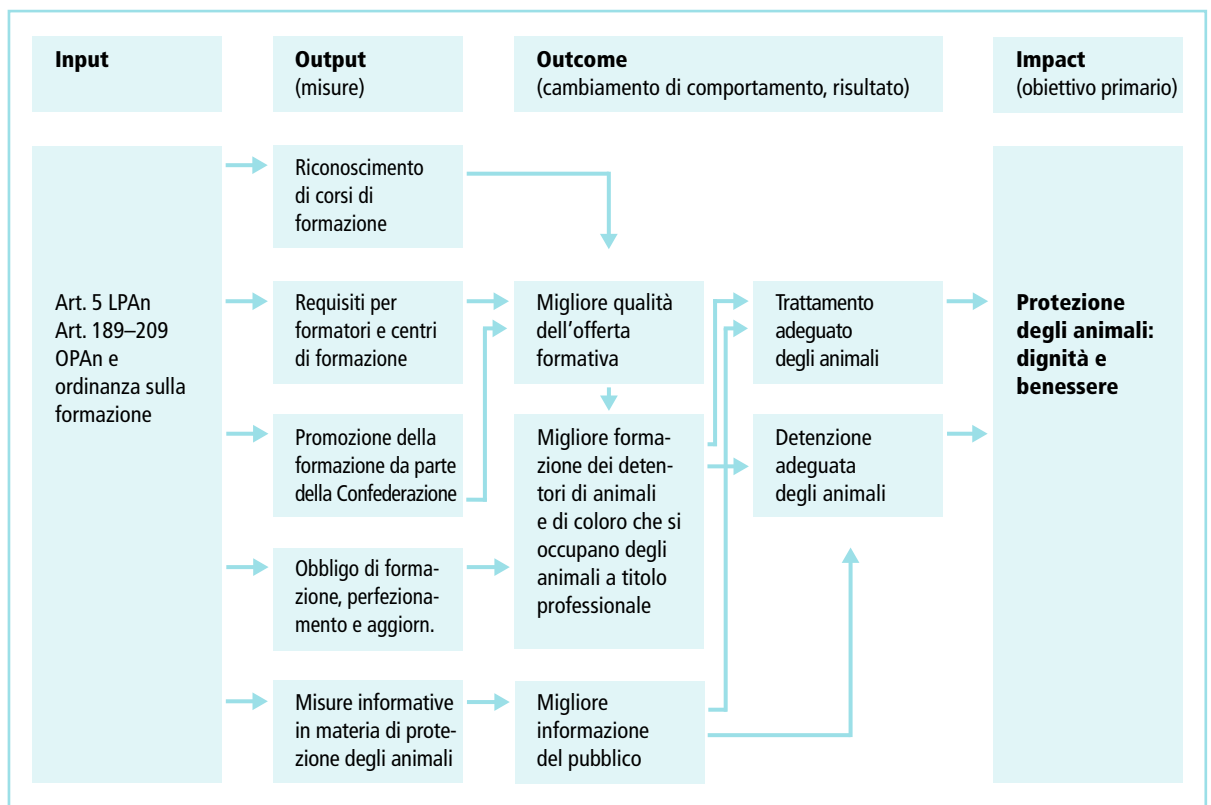 Input
Output
(misure)
Outcome
(cambiamento di comportamento, risultato)
Impact
(obiettivo primario)
Art. 5 LPAn
Art. 189–209
OPAn e
ordinanza sulla
formazione
Riconoscimento
di corsi di
formazione
Requisiti per
formatori e centri
di formazione
Promozione della
formazione da parte
della Confederazione
Obbligo di forma-
zione, perfeziona-
mento e aggiorn.
Misure informative
in materia di prote-
zione degli animali
Migliore qualità
dell’offerta
formativa
Migliore forma-
zione dei deten-
tori di animali
e di coloro che si
occupano degli
animali a titolo
professionale
Migliore
informazione
del pubblico
Trattamento
adeguato
degli animali
Detenzione
adeguata
degli animali
Protezione
degli animali:
dignità e
benessere